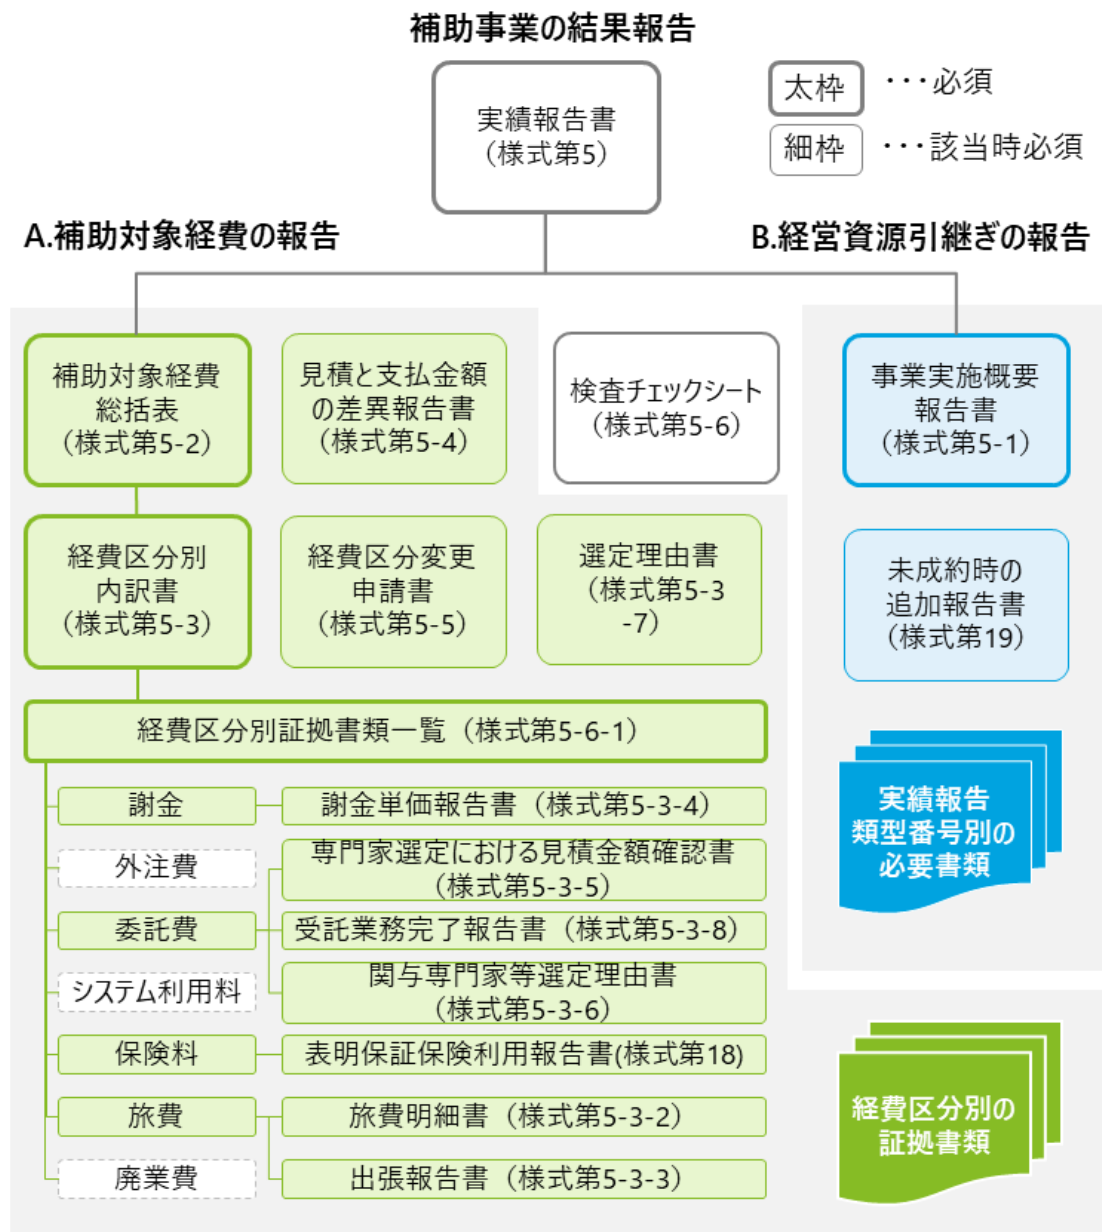 補助事業の結果報告
実績報告書
(様式第5)
太枠
・・・必須
細枠
・・・該当時必須
A.補助対象経費の報告
B.経営資源引継ぎの報告
補助対象経費
総括表
(様式第5-2)
見積と支払金額
の差異報告書
(様式第5-4)
検査チェックシート
(様式第5-6)
事業実施概要
報告書
(様式第5-1)
経費区分別
内訳書
(様式第5-3)
経費区分変更
申請書
(様式第5-5)
選定理由書
(様式第5-3
-7)
未成約時の
追加報告書
(様式第19)
経費区分別証拠書類一覧(様式第5-6-1)
実績報告
類型番号別の
必要書類
謝金
謝金単価報告書(様式第5-3-4)
外注費
専門家選定における見積金額確認書
(様式第5-3-5)
委託費
受託業務完了報告書(様式第5-3-8)
システム利用料
関与専門家等選定理由書
(様式第5-3-6)
保険料
表明保証保険利用報告書(様式第18)
旅費
旅費明細書(様式第5-3-2)
廃業費
出張報告書(様式第5-3-3)
経費区分別の
証拠書類